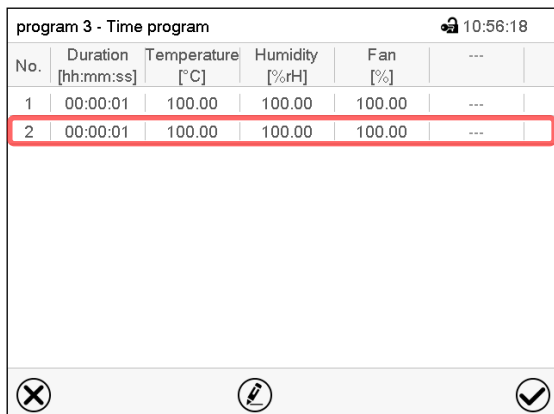 program 3 - Time program 10:56:18
No. Duration [hh:mm:ss] Temperature [°C] Humidity [%rH] Fan [%] ---
1 00:00:01 100.00 100.00 100.00 ---
2 00:00:01 100.00 100.00 100.00 ---